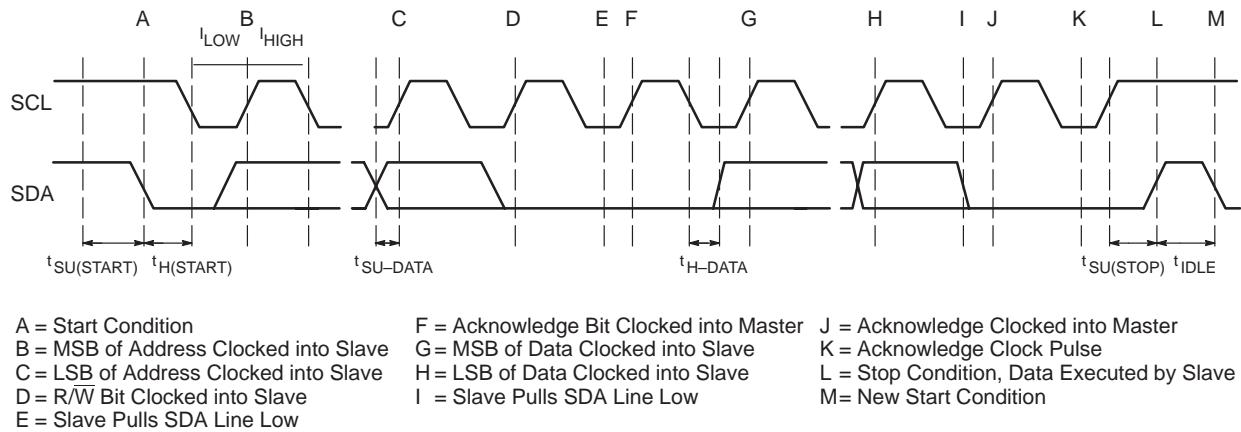 A B C D E F G H I J K L M
ILOW IHIGH
SCL
SDA
tSU(START) tH(START) tSU–DATA tH–DATA tSU(STOP) tIDLE
A = Start Condition
B = MSB of Address Clocked into Slave
C = LSB of Address Clocked into Slave
D = R/W̅ Bit Clocked into Slave
E = Slave Pulls SDA Line Low
F = Acknowledge Bit Clocked into Master
G = MSB of Data Clocked into Slave
H = LSB of Data Clocked into Slave
I = Slave Pulls SDA Line Low
J = Acknowledge Clocked into Master
K = Acknowledge Clock Pulse
L = Stop Condition, Data Executed by Slave
M= New Start Condition